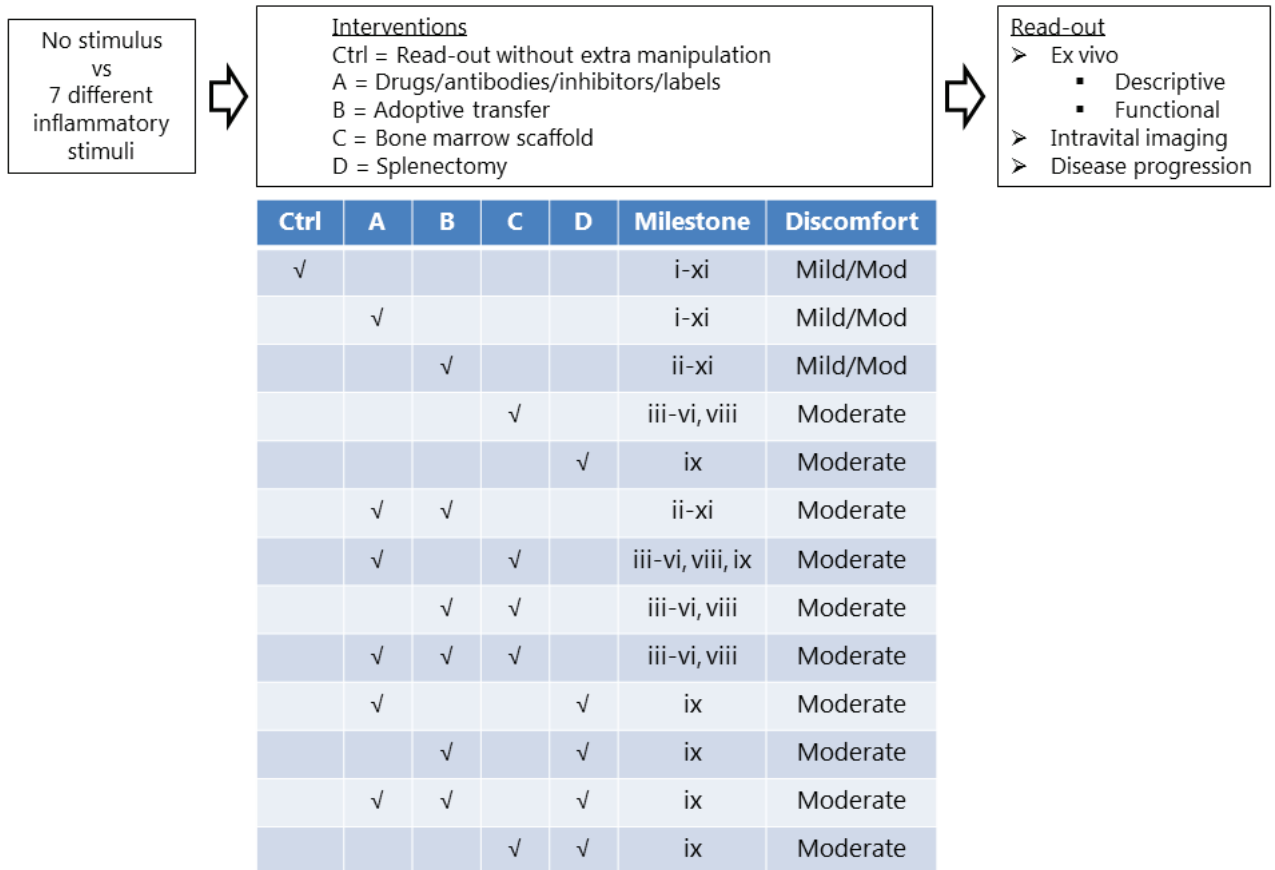 No stimulus
vs
7 different
inflammatory
stimuli
Interventions
Ctrl = Read-out without extra manipulation
A = Drugs/antibodies/inhibitors/labels
B = Adoptive transfer
C = Bone marrow scaffold
D = Splenectomy
Read-out
➢ Ex vivo
▪ Descriptive
▪ Functional
➢ Intravital imaging
➢ Disease progression
Ctrl A B C D Milestone Discomfort
√ i-xi Mild/Mod
√ i-xi Mild/Mod
√ ii-xi Mild/Mod
√ iii-vi, viii Moderate
√ ix Moderate
√ √ ii-xi Moderate
√ √ iii-vi, viii, ix Moderate
√ √ iii-vi, viii Moderate
√ √ √ iii-vi, viii Moderate
√ √ ix Moderate
√ √ ix Moderate
√ √ √ ix Moderate
√ √ ix Moderate